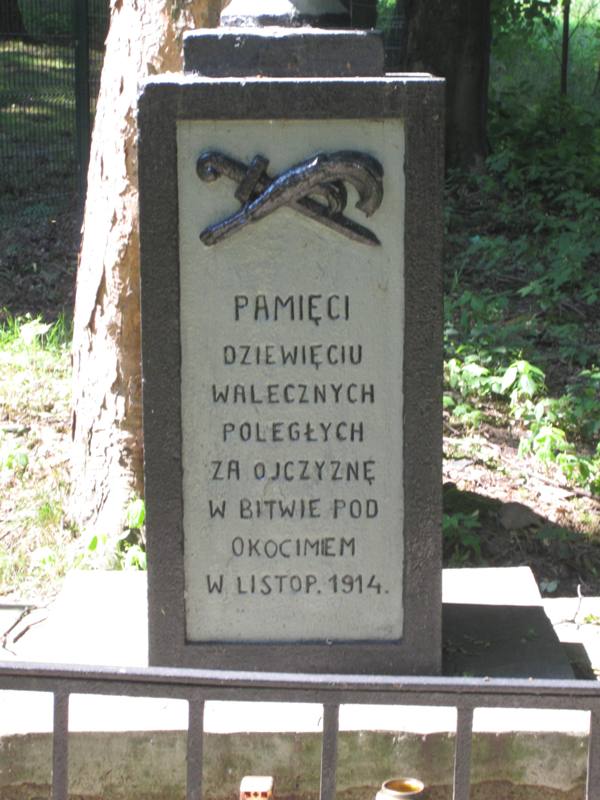 PAMIĘCI
DZIEWIĘCIU
WALECZNYCH
POLEGŁYCH
ZA OJCZYZNĘ
W BITWIE POD
OKOCIMIEM
W LISTOP. 1914.